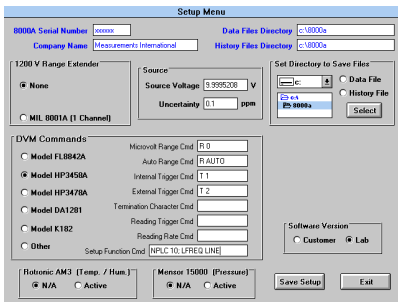 Setup Menu
8000A Serial Number xxxxxx Data Files Directory c:\8000a
Company Name Measurements International History Files Directory c:\8000a
1200 V Range Extender
None
MIL 8001A (1 Channel)
Source
Source Voltage 9.9995208 V
Uncertainty 0.1 ppm
Set Directory to Save Files
c: Data File
History File
c:\
8000a
Select
DVM Commands
Model FL8842A
Model HP3458A
Model HP3478A
Model DA1281
Model K182
Other
Microvolt Range Cmd R 0
Auto Range Cmd R AUTO
Internal Trigger Cmd T 1
External Trigger Cmd T 2
Termination Character Cmd
Reading Trigger Cmd
Reading Rate Cmd
Setup Function Cmd NPLC 10; LFREQ LINE
Software Version
Customer Lab
Rotronic AM3 (Temp. / Hum.)
N/A Active
Mensor 15000 (Pressure)
N/A Active
Save Setup
Exit